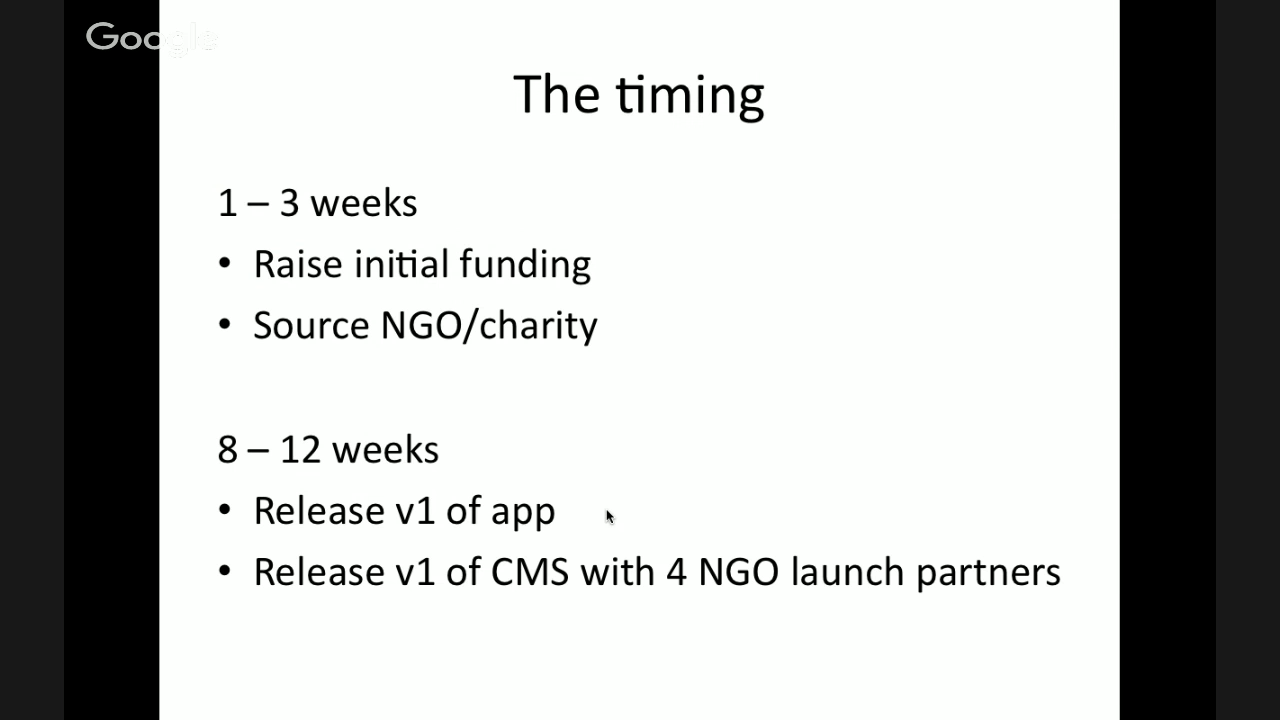 Google
The timing
1 – 3 weeks
• Raise initial funding
• Source NGO/charity
8 – 12 weeks
• Release v1 of app
• Release v1 of CMS with 4 NGO launch partners